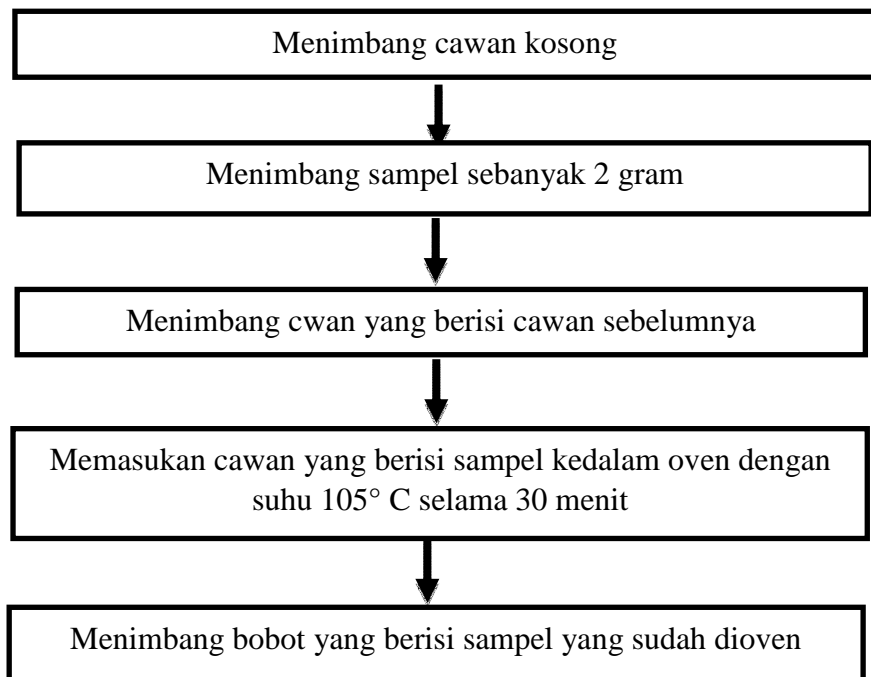 Menimbang cawan kosong
Menimbang sampel sebanyak 2 gram
Menimbang cwan yang berisi cawan sebelumnya
Memasukan cawan yang berisi sampel kedalam oven dengan
suhu 105° C selama 30 menit
Menimbang bobot yang berisi sampel yang sudah dioven